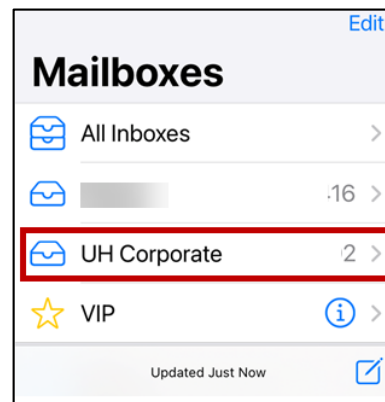 Edit
Mailboxes
All Inboxes
16
UH Corporate
2
VIP
Updated Just Now